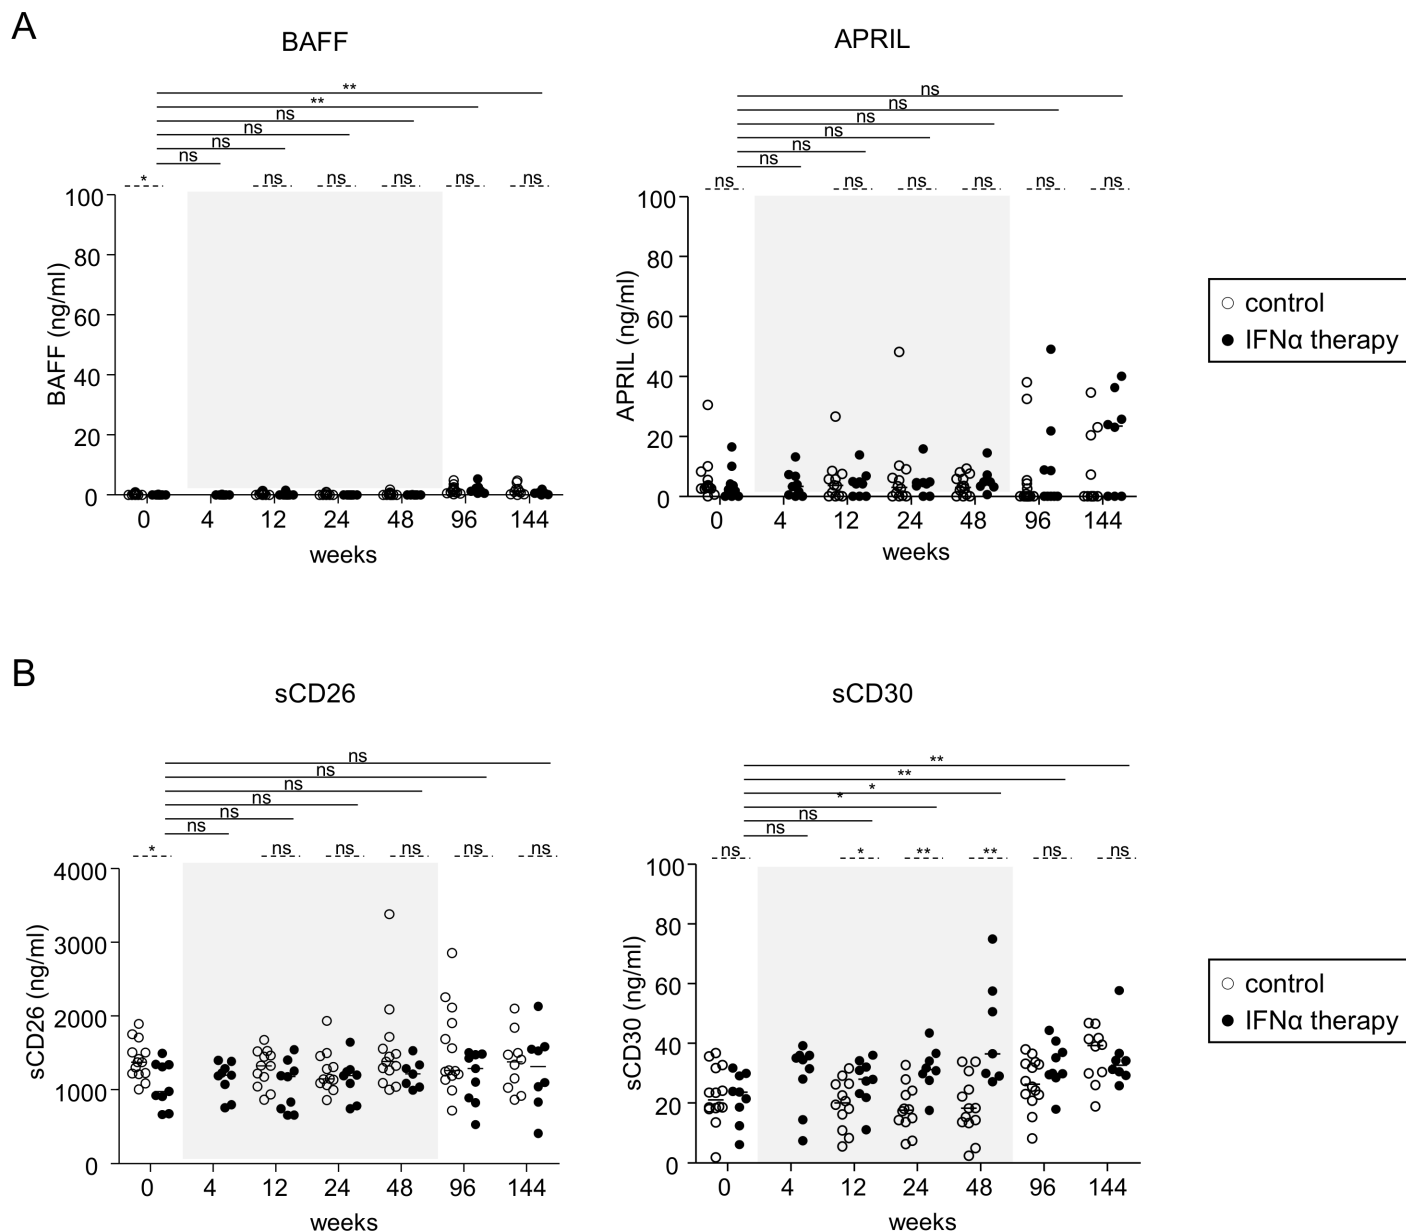 A
BAFF
APRIL
**
**
ns
ns
ns
ns
* ns ns ns ns ns
ns
ns
ns
ns
ns
ns
ns ns ns ns ns ns
100
80
60
40
20
0
BAFF (ng/ml)
0 4 12 24 48 96 144
weeks
100
80
60
40
20
0
APRIL (ng/ml)
0 4 12 24 48 96 144
weeks
control
IFNα therapy
B
sCD26
sCD30
ns
ns
ns
ns
ns
ns
* ns ns ns ns ns
**
**
*
*
ns
ns
ns * ** ** ns ns
4000
3000
2000
1000
0
sCD26 (ng/ml)
0 4 12 24 48 96 144
weeks
100
80
60
40
20
0
sCD30 (ng/ml)
0 4 12 24 48 96 144
weeks
control
IFNα therapy